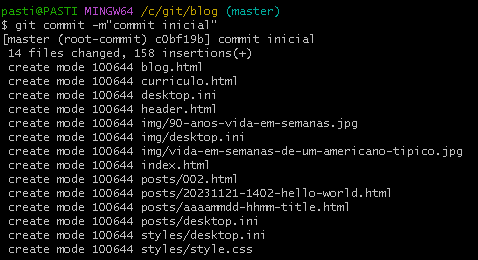 pasti@PASTI MINGW64 /c/git/blog (master)
$ git commit -m"commit inicial"
[master (root-commit) c0bf19b] commit inicial
 14 files changed, 158 insertions(+)
 create mode 100644 blog.html
 create mode 100644 curriculo.html
 create mode 100644 desktop.ini
 create mode 100644 header.html
 create mode 100644 img/90-anos-vida-em-semanas.jpg
 create mode 100644 img/desktop.ini
 create mode 100644 img/vida-em-semanas-de-um-americano-tipico.jpg
 create mode 100644 index.html
 create mode 100644 posts/002.html
 create mode 100644 posts/20231121-1402-hello-world.html
 create mode 100644 posts/aaaammdd-hhmm-title.html
 create mode 100644 posts/desktop.ini
 create mode 100644 styles/desktop.ini
 create mode 100644 styles/style.css